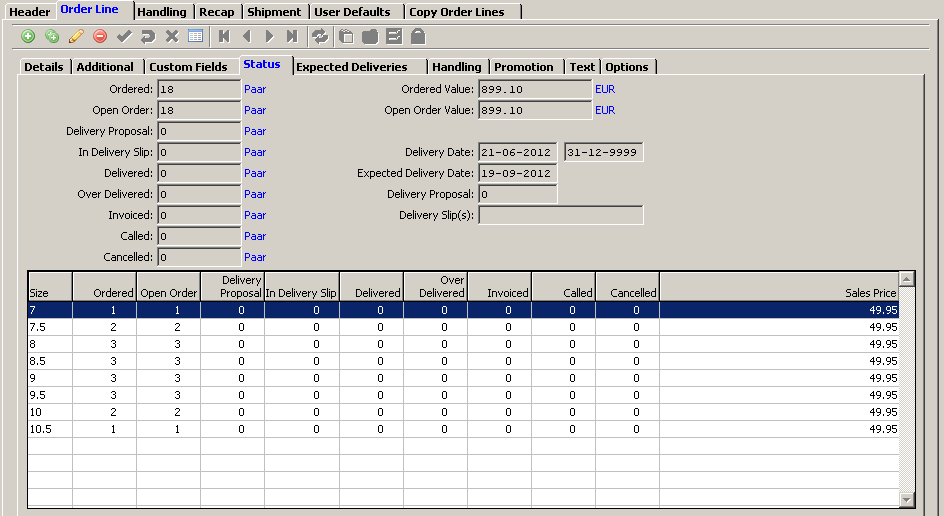 Header Order Line Handling Recap Shipment User Defaults Copy Order Lines
Details Additional Custom Fields Status Expected Deliveries Handling Promotion Text Options
Ordered: 18 Paar Ordered Value: 899.10 EUR
Open Order: 18 Paar Open Order Value: 899.10 EUR
Delivery Proposal: 0 Paar
In Delivery Slip: 0 Paar Delivery Date: 21-06-2012 31-12-9999
Delivered: 0 Paar Expected Delivery Date: 19-09-2012
Over Delivered: 0 Paar Delivery Proposal: 0
Invoiced: 0 Paar Delivery Slip(s):
Called: 0 Paar
Cancelled: 0 Paar
Delivery Over
Size Ordered Open Order Proposal In Delivery Slip Delivered Delivered Invoiced Called Cancelled Sales Price
7 1 1 0 0 0 0 0 0 0 49.95
7.5 2 2 0 0 0 0 0 0 0 49.95
8 3 3 0 0 0 0 0 0 0 49.95
8.5 3 3 0 0 0 0 0 0 0 49.95
9 3 3 0 0 0 0 0 0 0 49.95
9.5 3 3 0 0 0 0 0 0 0 49.95
10 2 2 0 0 0 0 0 0 0 49.95
10.5 1 1 0 0 0 0 0 0 0 49.95